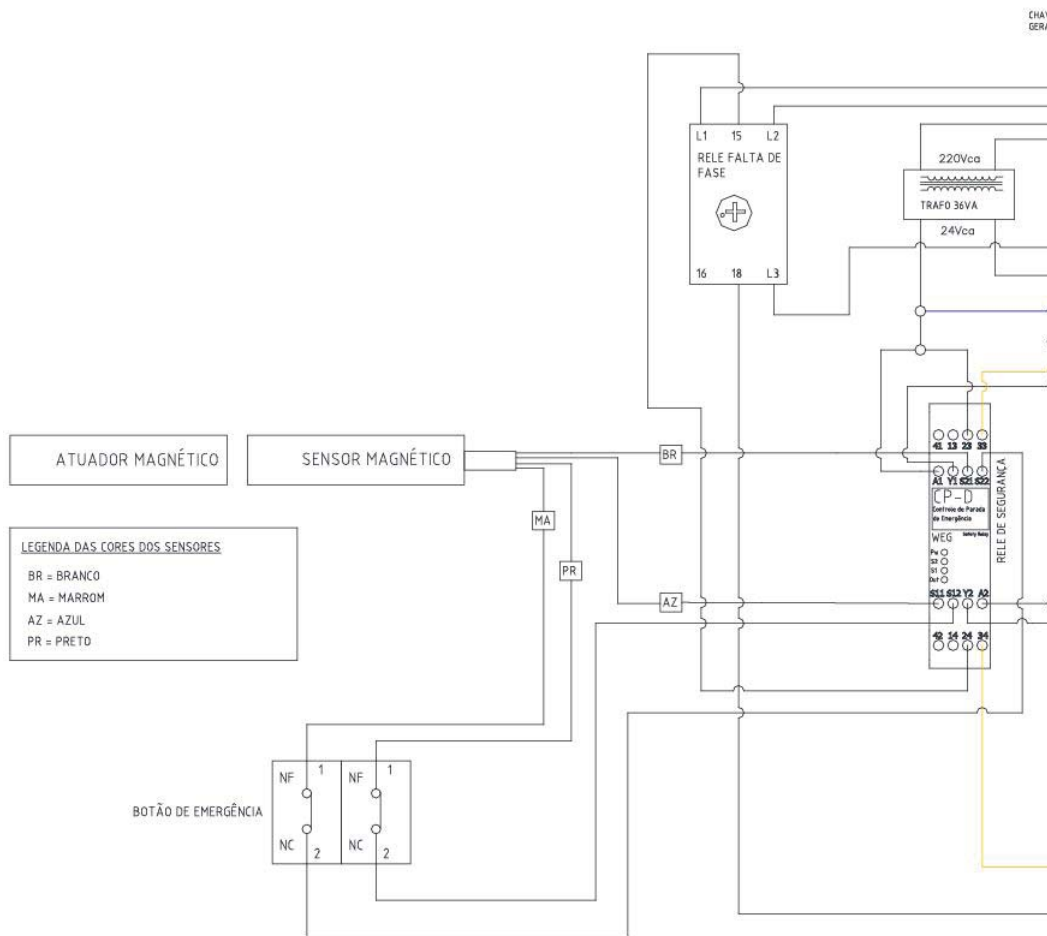 CHAV
GERA
L1 15 L2
RELE FALTA DE
FASE
16 18 L3
220Vca
TRAFO 36VA
24Vca
ATUADOR MAGNÉTICO
SENSOR MAGNÉTICO
BR
MA
PR
AZ
LEGENDA DAS CORES DOS SENSORES
BR = BRANCO
MA = MARROM
AZ = AZUL
PR = PRETO
41 13 23 33
A1 Y1 S21 S22
CP-D
Controle de Parada
de Emergência
WEG Safety Relay
Pw
S2
S1
Out
S11 S12 Y2 A2
42 14 24 34
RELE DE SEGURANÇA
BOTÃO DE EMERGÊNCIA
NF 1 NF 1
NC 2 NC 2